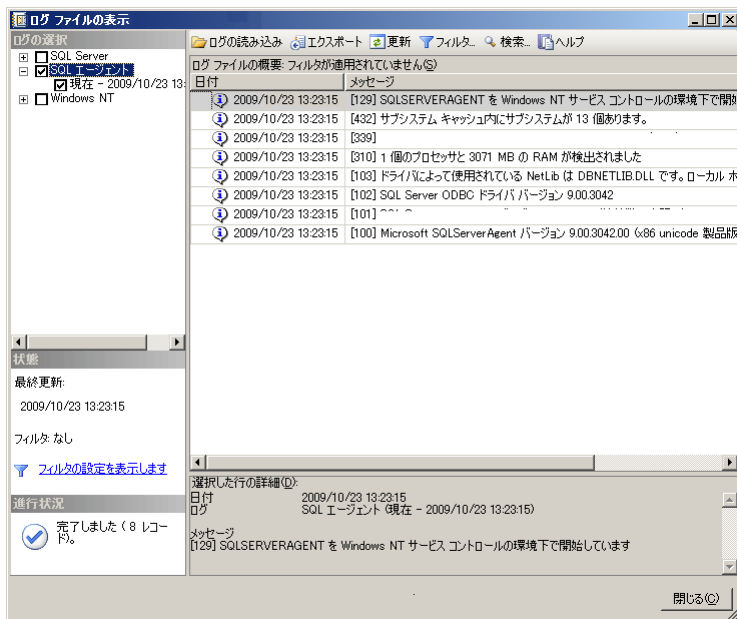 ログ ファイルの表示
ログの選択
SQL Server
SQL エージェント
現在 - 2009/10/23 13:
Windows NT
ログの読み込み エクスポート 更新 フィルタ... 検索... ヘルプ
ログ ファイルの概要: フィルタが適用されていません(S)
日付 メッセージ
2009/10/23 13:23:15 [129] SQLSERVERAGENT を Windows NT サービス コントロールの環境下で開始
2009/10/23 13:23:15 [432] サブシステム キャッシュ内にサブシステムが 13 個あります。
2009/10/23 13:23:15 [339]
2009/10/23 13:23:15 [310] 1 個のプロセッサと 3071 MB の RAM が検出されました
2009/10/23 13:23:15 [103] ドライバによって使用されている NetLib は DBNETLIB.DLL です。ローカル ホ
2009/10/23 13:23:15 [102] SQL Server ODBC ドライバ バージョン 9.00.3042
2009/10/23 13:23:15 [101]
2009/10/23 13:23:15 [100] Microsoft SQLServerAgent バージョン 9.00.3042.00 (x86 unicode 製品版
状態
最終更新:
2009/10/23 13:23:15
フィルタ: なし
フィルタの設定を表示します
進行状況
完了しました (8 レコード)。
選択した行の詳細(D):
日付 2009/10/23 13:23:15
ログ SQL エージェント (現在 - 2009/10/23 13:23:15)
メッセージ
[129] SQLSERVERAGENT を Windows NT サービス コントロールの環境下で開始しています
閉じる(C)